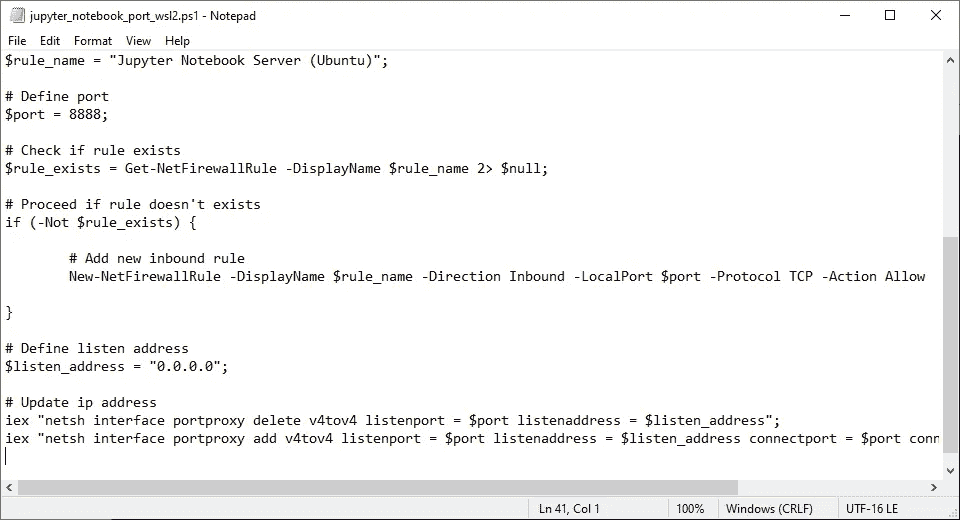 jupyter_notebook_port_wsl2.ps1 - Notepad
File Edit Format View Help
$rule_name = "Jupyter Notebook Server (Ubuntu)";
# Define port
$port = 8888;
# Check if rule exists
$rule_exists = Get-NetFirewallRule -DisplayName $rule_name 2> $null;
# Proceed if rule doesn't exists
if (-Not $rule_exists) {
# Add new inbound rule
New-NetFirewallRule -DisplayName $rule_name -Direction Inbound -LocalPort $port -Protocol TCP -Action Allow
}
# Define listen address
$listen_address = "0.0.0.0";
# Update ip address
iex "netsh interface portproxy delete v4tov4 listenport = $port listenaddress = $listen_address";
iex "netsh interface portproxy add v4tov4 listenport = $port listenaddress = $listen_address connectport = $port conn
Ln 41, Col 1 100% Windows (CRLF) UTF-16 LE